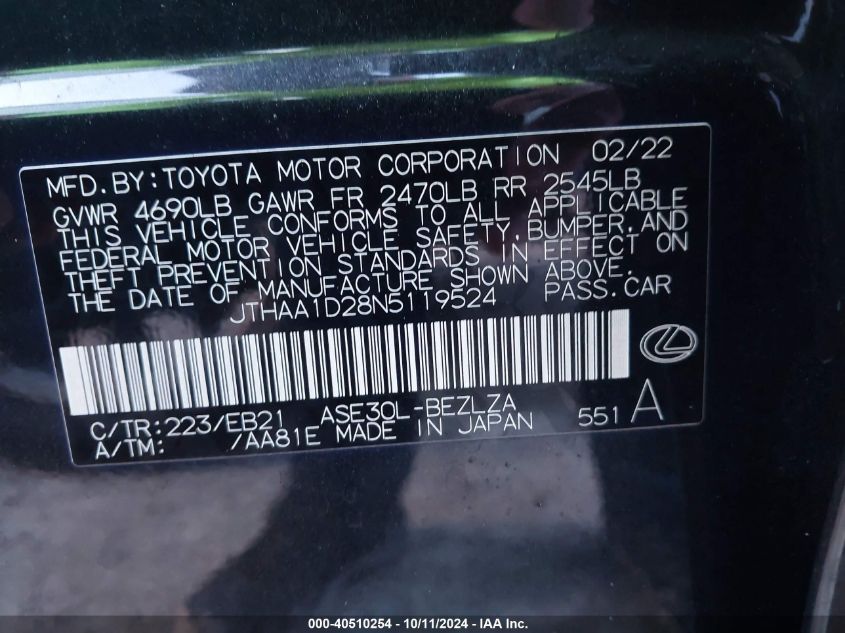 MFD.BY:TOYOTA MOTOR CORPORATION 02/22
GVWR 4690LB GAWR FR 2470LB RR 2545LB
THIS VEHICLE CONFORMS TO ALL APPLICABLE
FEDERAL MOTOR VEHICLE SAFETY,BUMPER,AND
THEFT PREVENTION STANDARDS IN EFFECT ON
THE DATE OF MANUFACTURE SHOWN ABOVE.
JTHAA1D28N5119524 PASS.CAR
C/TR:223/EB21 ASE30L-BEZLZA
A/TM: /AA81E MADE IN JAPAN 551 A
000-40510254 - 10/11/2024 - IAA Inc.